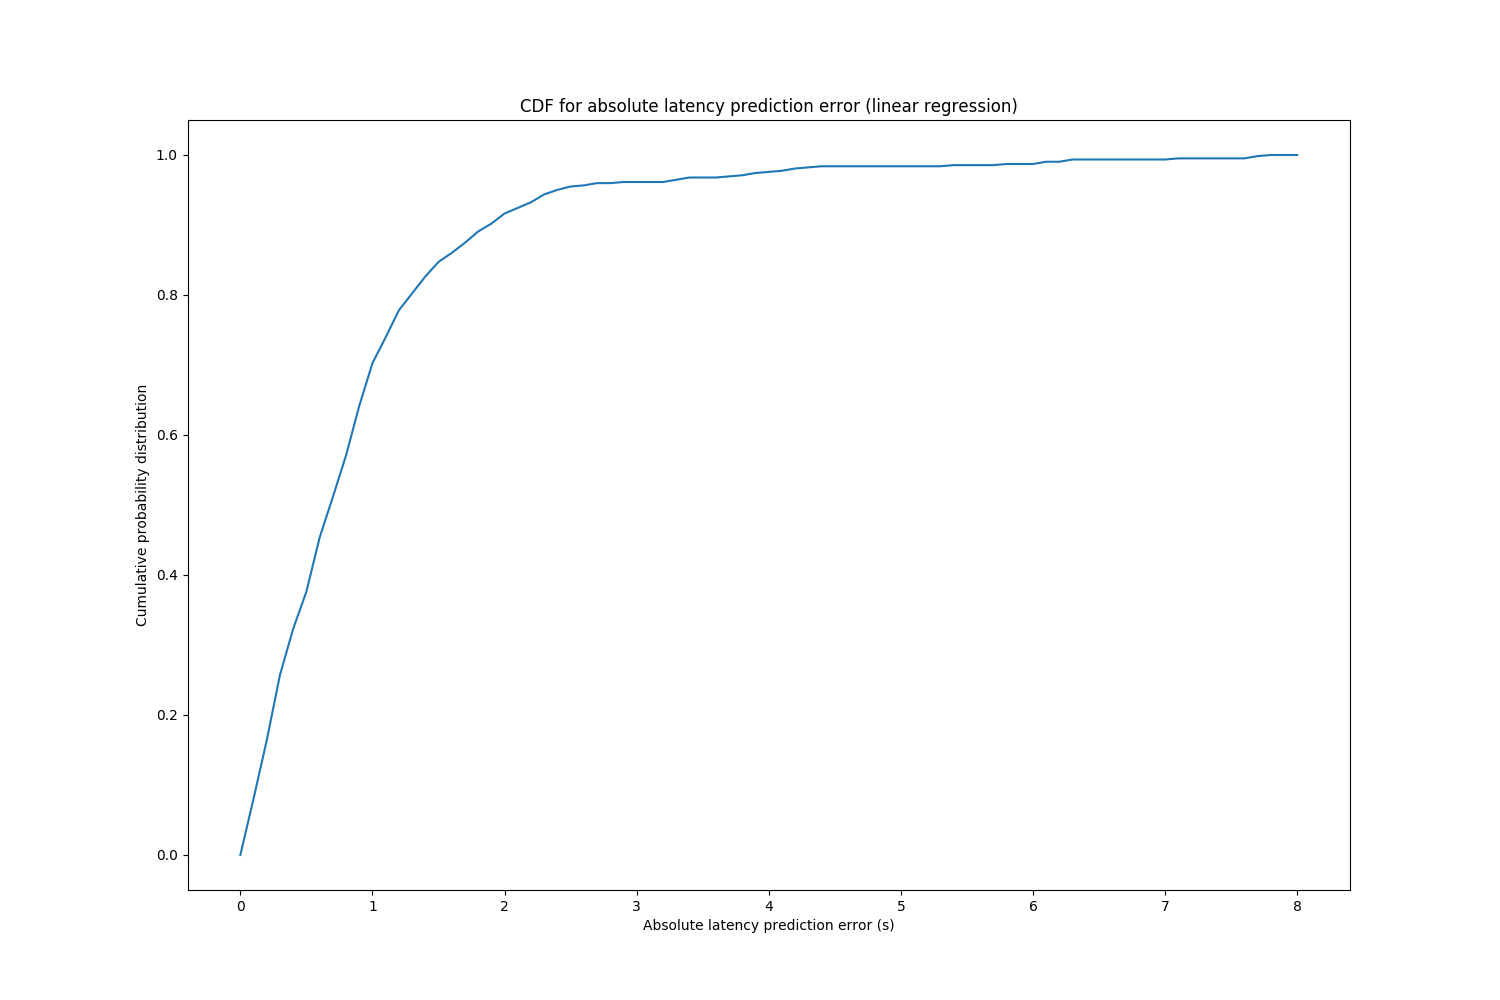 CDF for absolute latency prediction error (linear regression)
1.0
0.8
0.6
0.4
0.2
0.0
Cumulative probability distribution
0 1 2 3 4 5 6 7 8
Absolute latency prediction error (s)